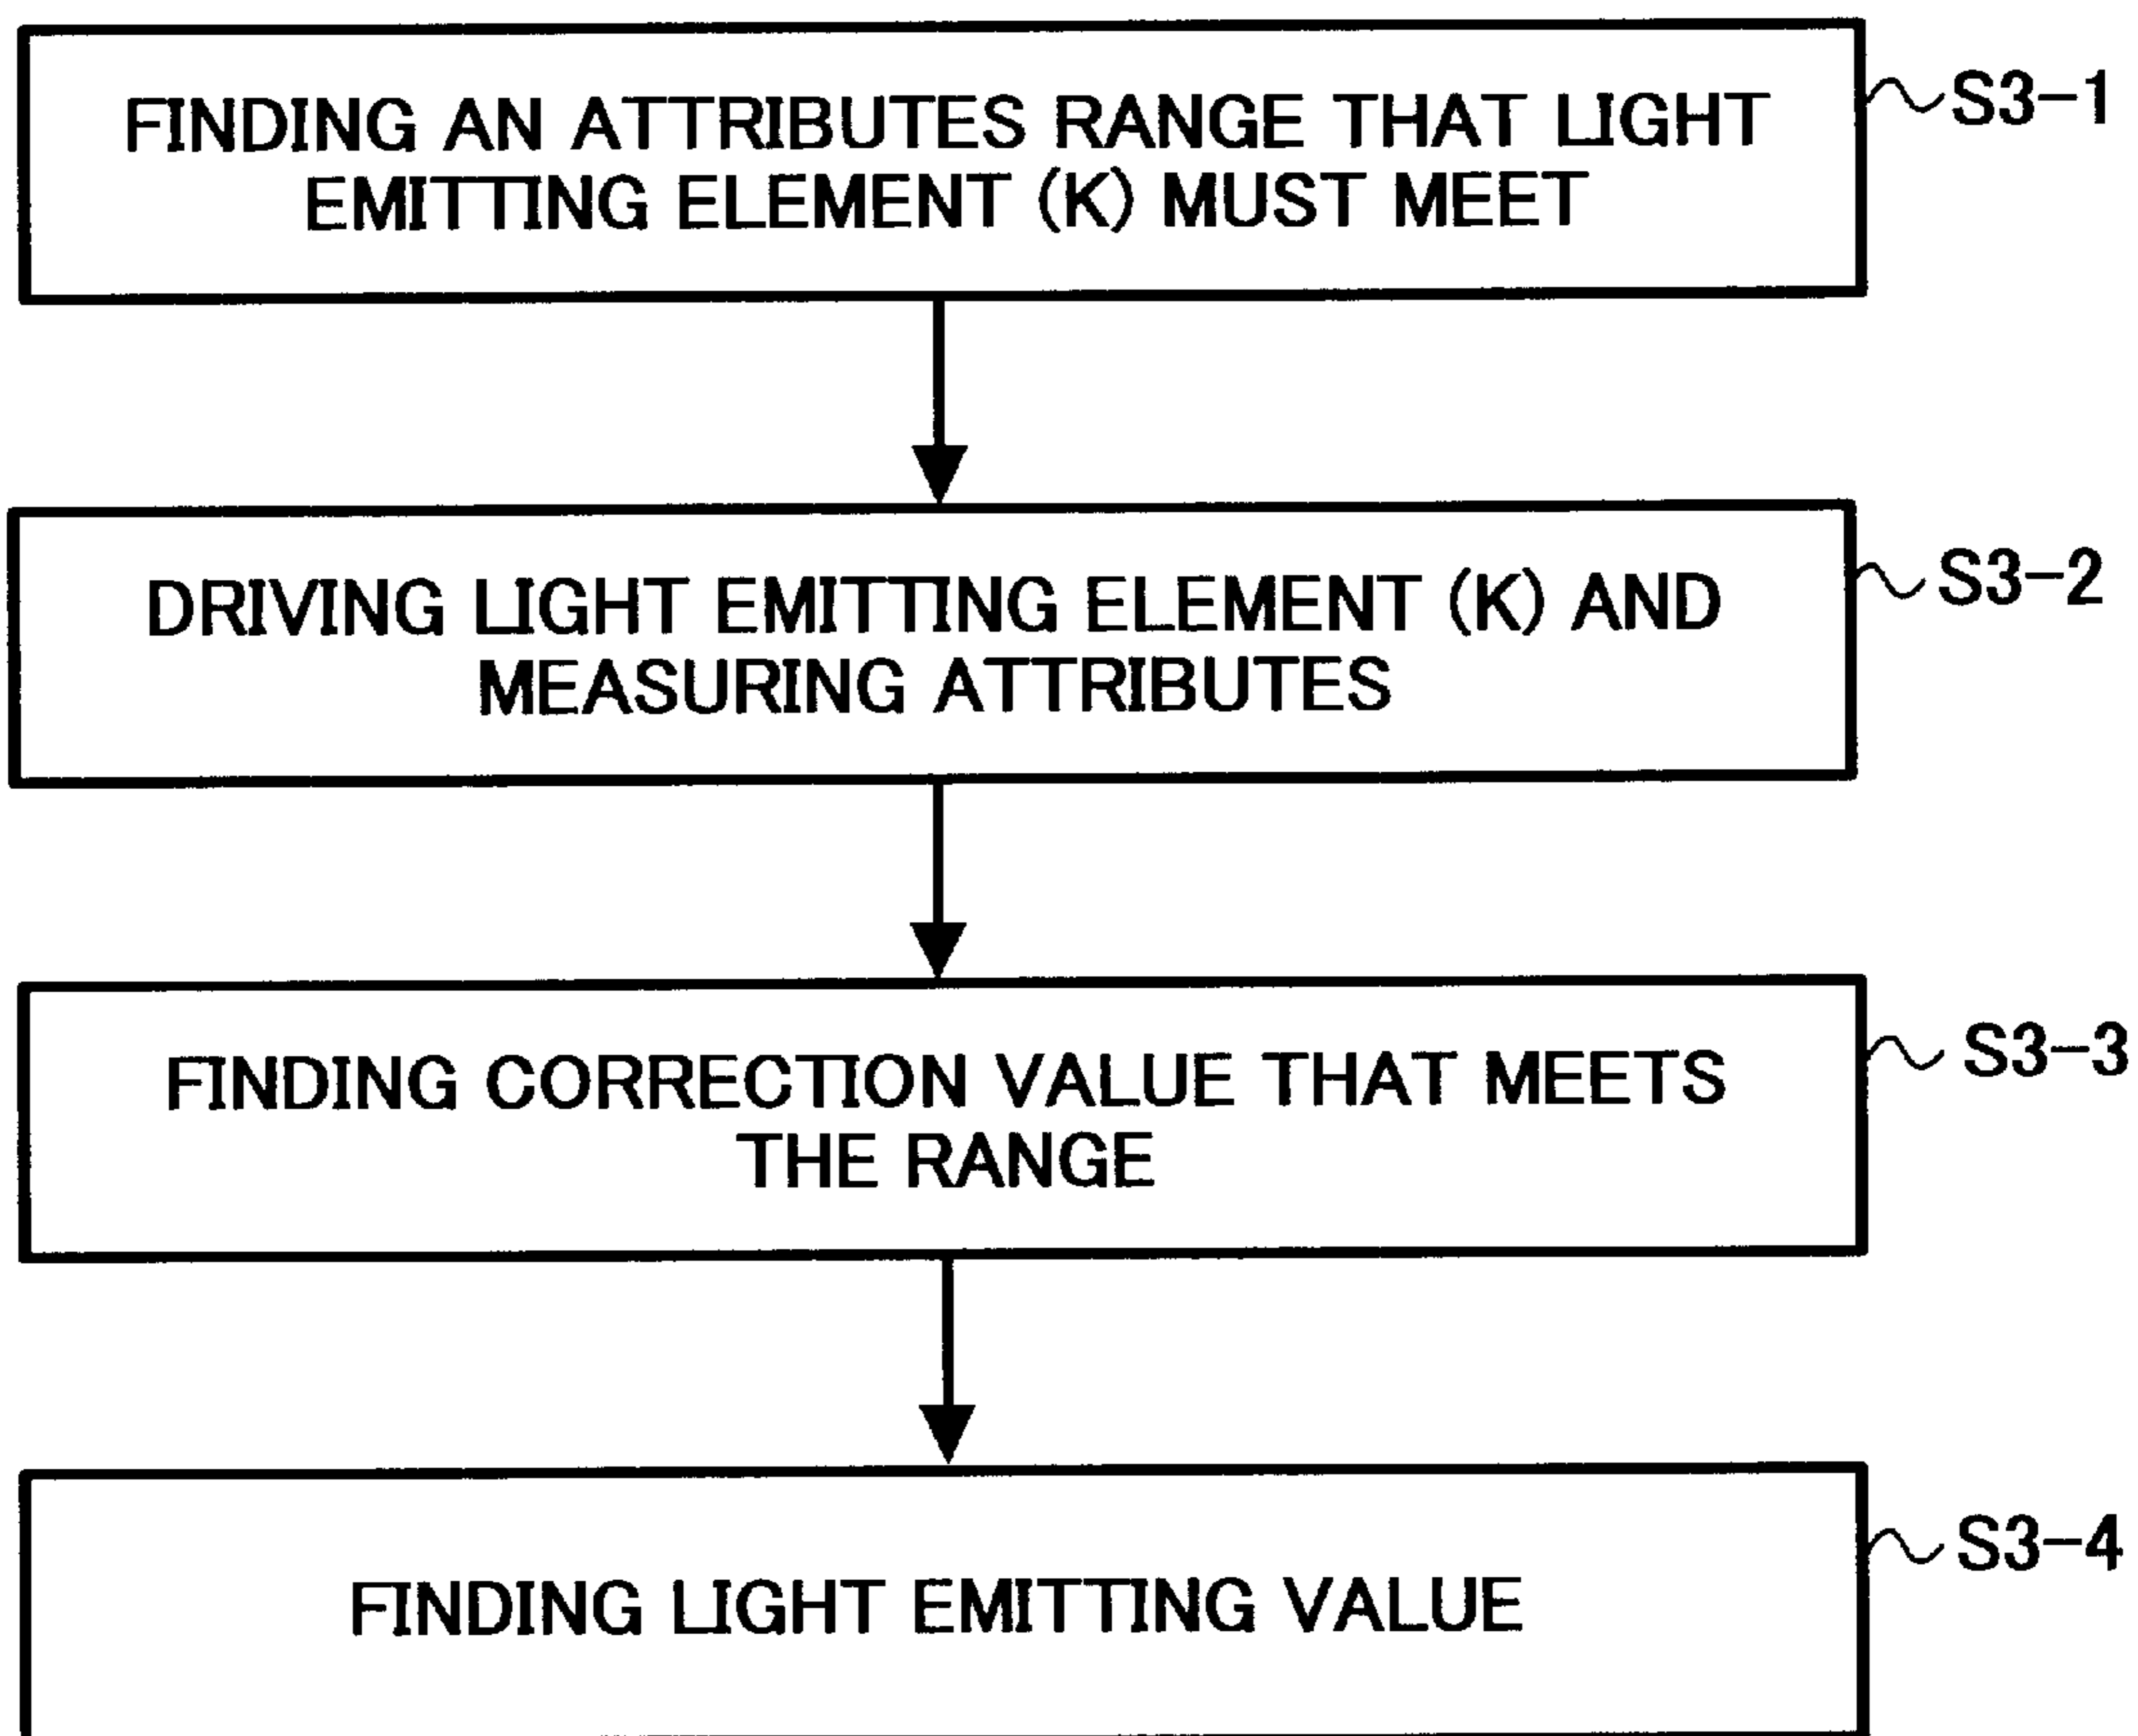 FINDING AN ATTRIBUTES RANGE THAT LIGHT
EMITTING ELEMENT (K) MUST MEET
S3-1
DRIVING LIGHT EMITTING ELEMENT (K) AND
MEASURING ATTRIBUTES
S3-2
FINDING CORRECTION VALUE THAT MEETS
THE RANGE
S3-3
FINDING LIGHT EMITTING VALUE
S3-4